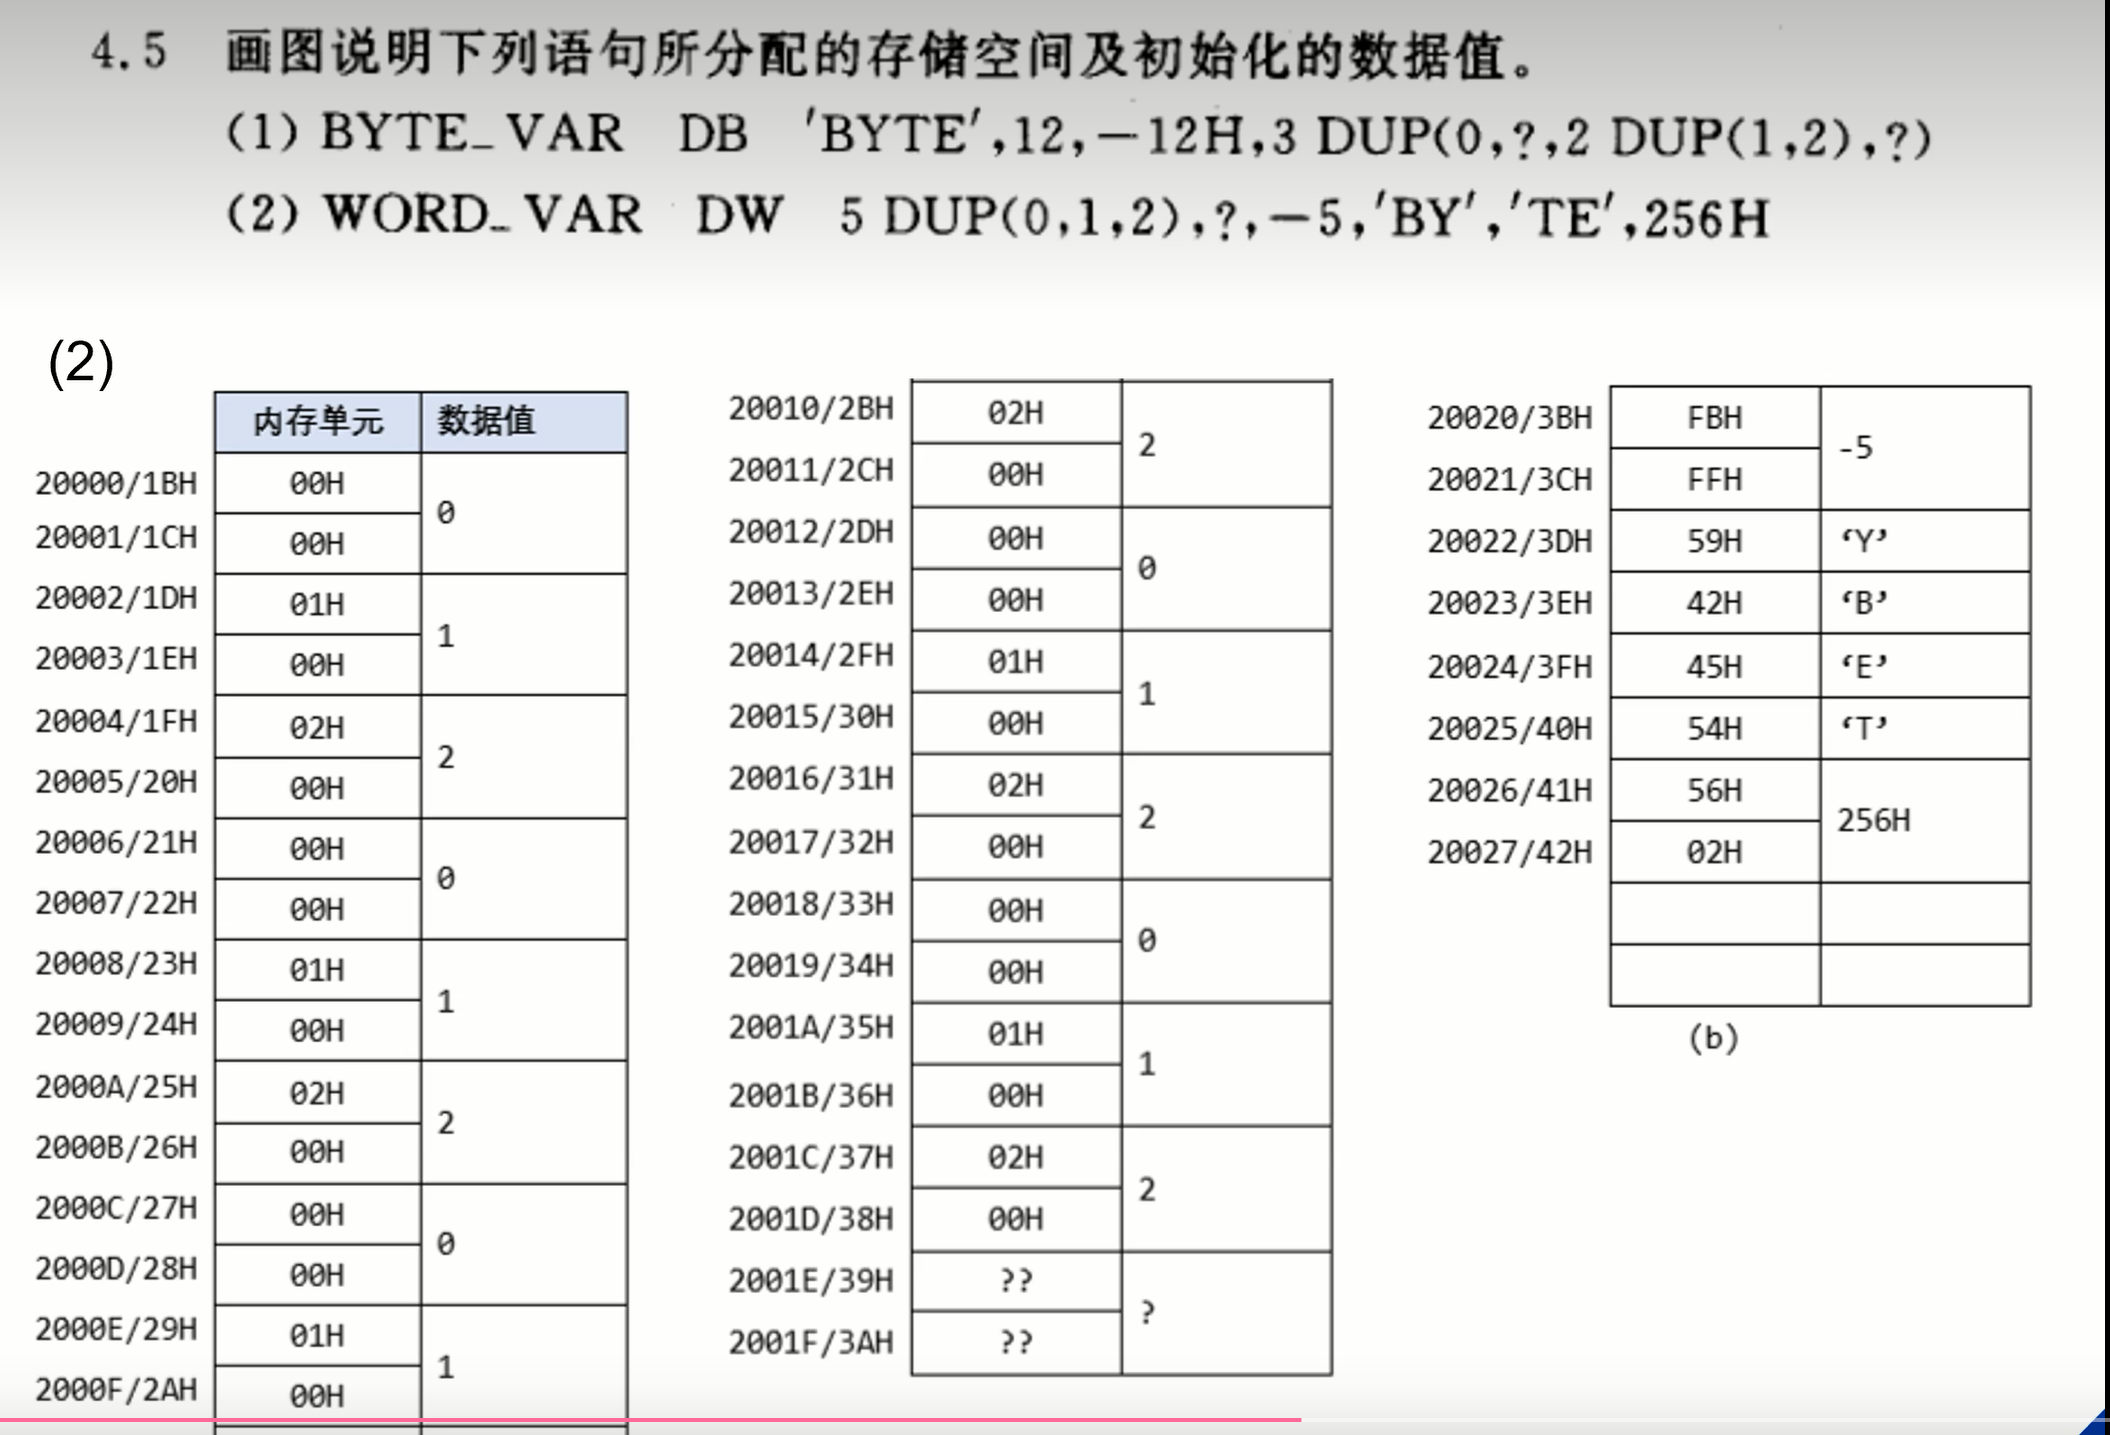 4.5 画图说明下列语句所分配的存储空间及初始化的数据值。
(1) BYTE_VAR DB 'BYTE',12,-12H,3 DUP(0,?,2 DUP(1,2),?)
(2) WORD_VAR DW 5 DUP(0,1,2),?,-5,'BY','TE',256H
(2)
内存单元 数据值
20000/1BH 00H 0
20001/1CH 00H
20002/1DH 01H 1
20003/1EH 00H
20004/1FH 02H 2
20005/20H 00H
20006/21H 00H 0
20007/22H 00H
20008/23H 01H 1
20009/24H 00H
2000A/25H 02H 2
2000B/26H 00H
2000C/27H 00H 0
2000D/28H 00H
2000E/29H 01H 1
2000F/2AH 00H
20010/2BH 02H 2
20011/2CH 00H
20012/2DH 00H 0
20013/2EH 00H
20014/2FH 01H 1
20015/30H 00H
20016/31H 02H 2
20017/32H 00H
20018/33H 00H 0
20019/34H 00H
2001A/35H 01H 1
2001B/36H 00H
2001C/37H 02H 2
2001D/38H 00H
2001E/39H ?? ?
2001F/3AH ??
20020/3BH FBH -5
20021/3CH FFH
20022/3DH 59H ‘Y’
20023/3EH 42H ‘B’
20024/3FH 45H ‘E’
20025/40H 54H ‘T’
20026/41H 56H 256H
20027/42H 02H
(b)